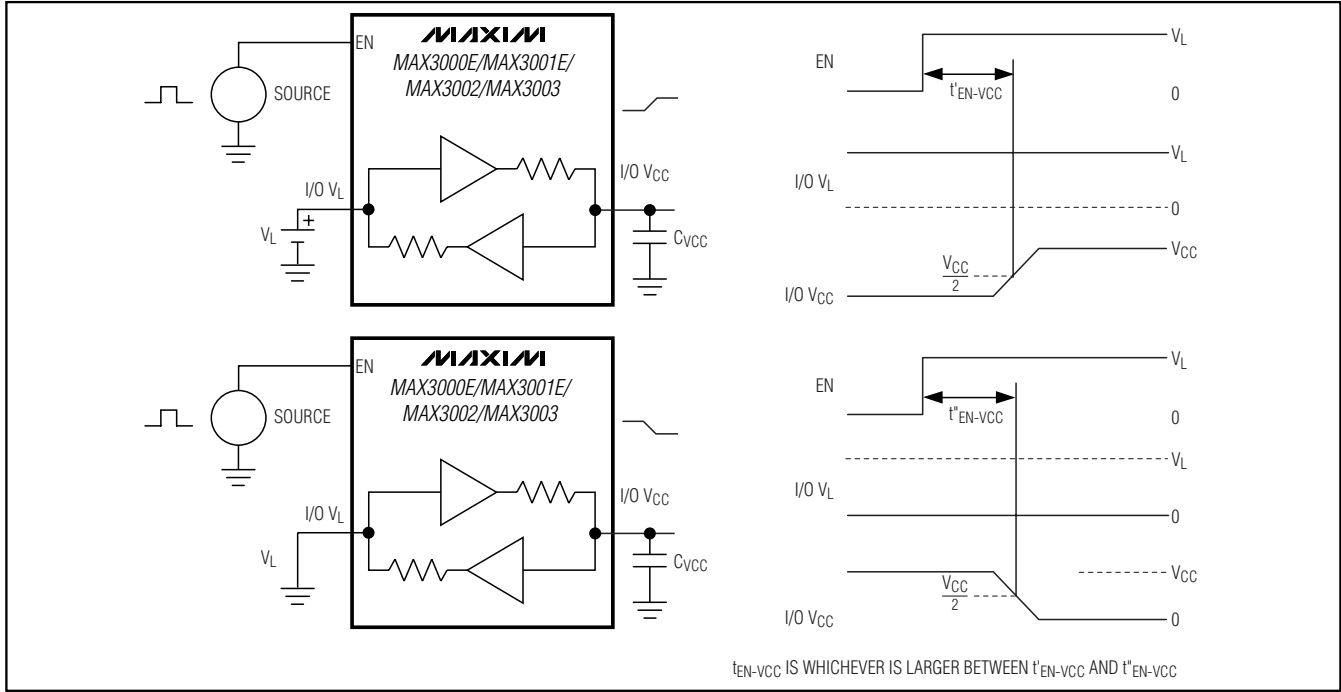 MAXIM
EN
MAX3000E/MAX3001E/
MAX3002/MAX3003
SOURCE
I/O VL
I/O VCC
VL
+
CVCC
EN
VL
t'EN-VCC
0
VL
I/O VL
0
VCC
VCC
2
I/O VCC
MAXIM
EN
MAX3000E/MAX3001E/
MAX3002/MAX3003
SOURCE
I/O VL
I/O VCC
VL
CVCC
EN
VL
t"EN-VCC
0
VL
I/O VL
0
VCC
VCC
2
I/O VCC
0
tEN-VCC IS WHICHEVER IS LARGER BETWEEN t'EN-VCC AND t"EN-VCC